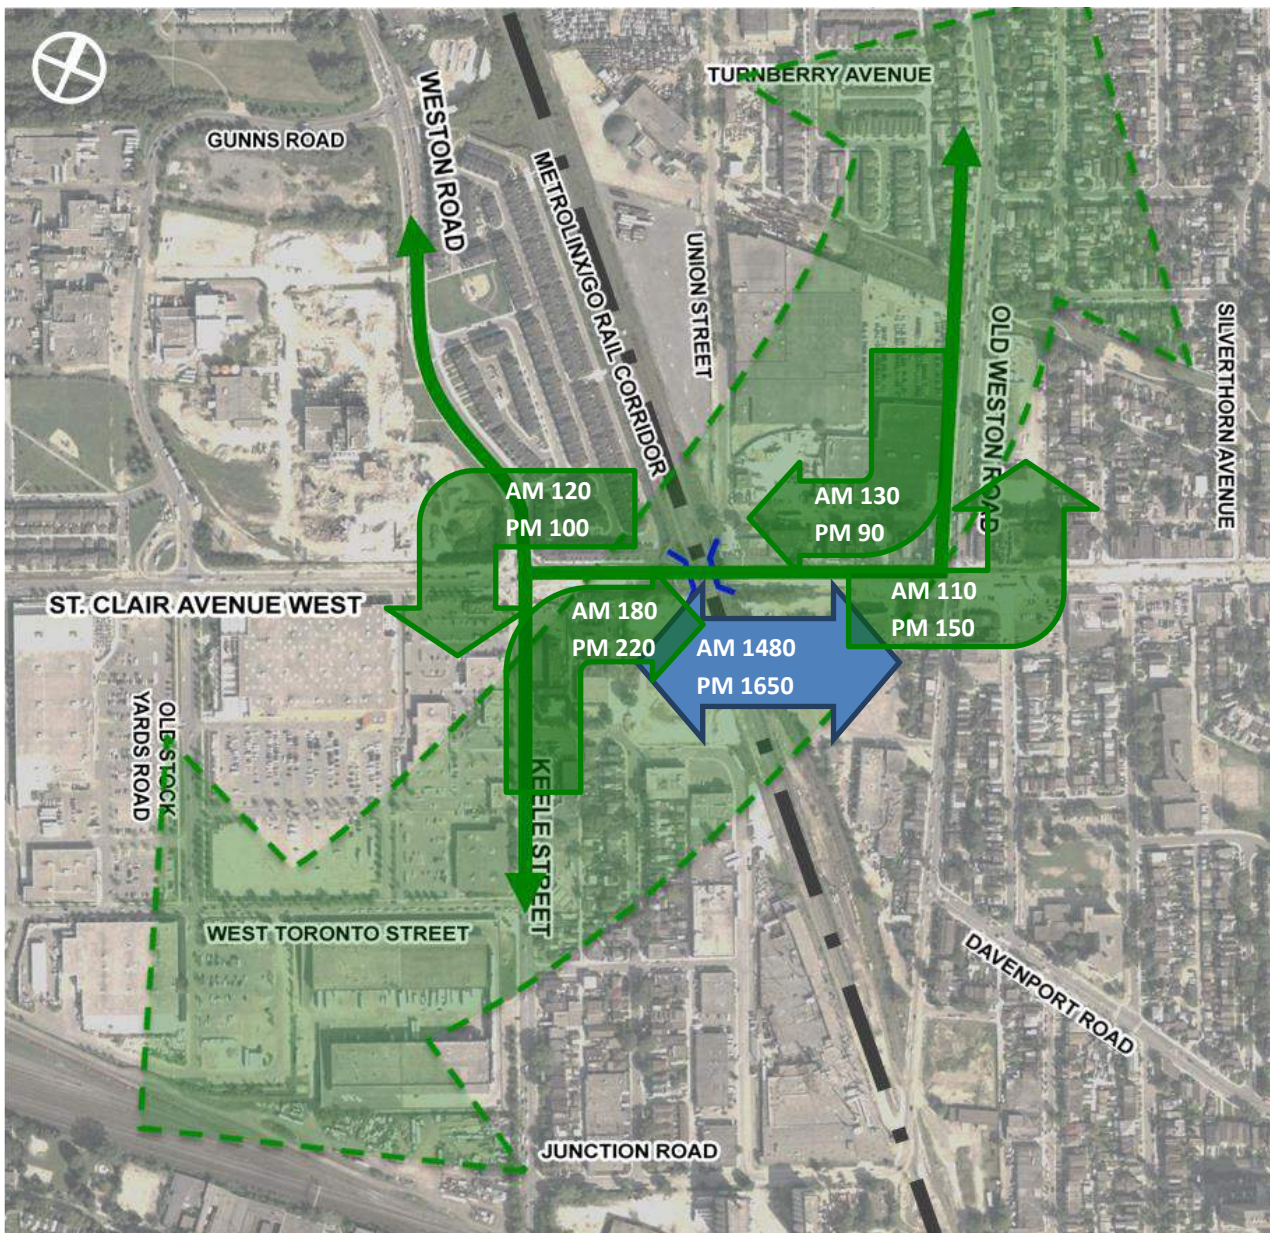 TURNBERRY AVENUE
GUNNS ROAD
WESTON ROAD
METROLINX/GO RAIL CORRIDOR
UNION STREET
OLD WESTON ROAD
SILVERTHORN AVENUE
AM 120
PM 100
AM 130
PM 90
ST. CLAIR AVENUE WEST
AM 180
PM 220
AM 1480
PM 1650
AM 110
PM 150
OLD STOCK
YARDS ROAD
KEELE STREET
WEST TORONTO STREET
DAVENPORT ROAD
JUNCTION ROAD